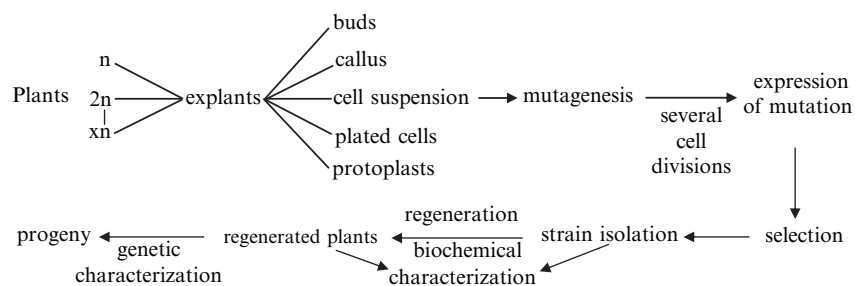 buds
n
callus
Plants
2n
explants
cell suspension
mutagenesis
expression
of mutation
xn
plated cells
several
cell
divisions
protoplasts
progeny
genetic
characterization
regenerated plants
regeneration
biochemical
characterization
strain isolation
selection